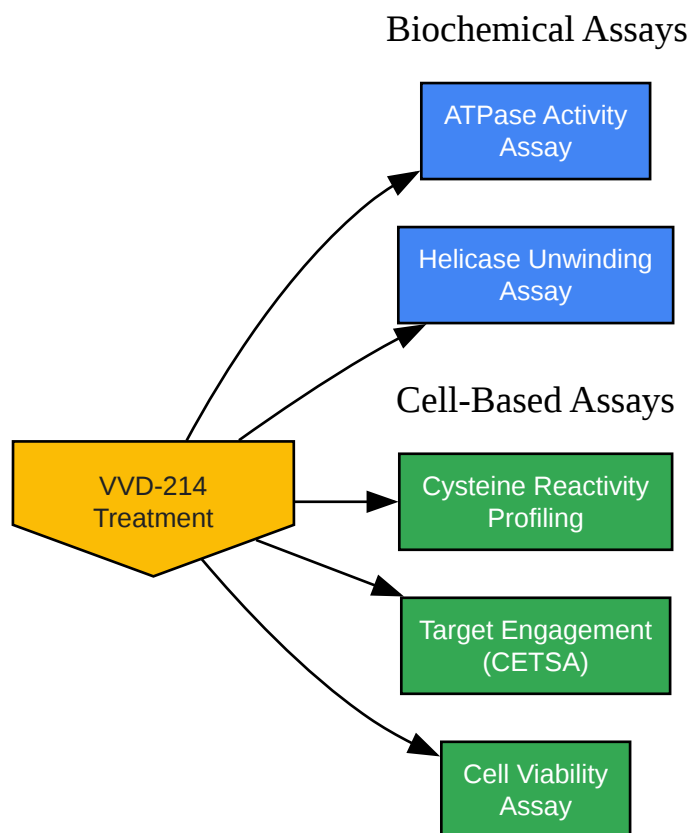 Biochemical Assays
ATPase Activity
Assay
Helicase Unwinding
Assay
Cell-Based Assays
VVD-214
Treatment
Cysteine Reactivity
Profiling
Target Engagement
(CETSA)
Cell Viability
Assay